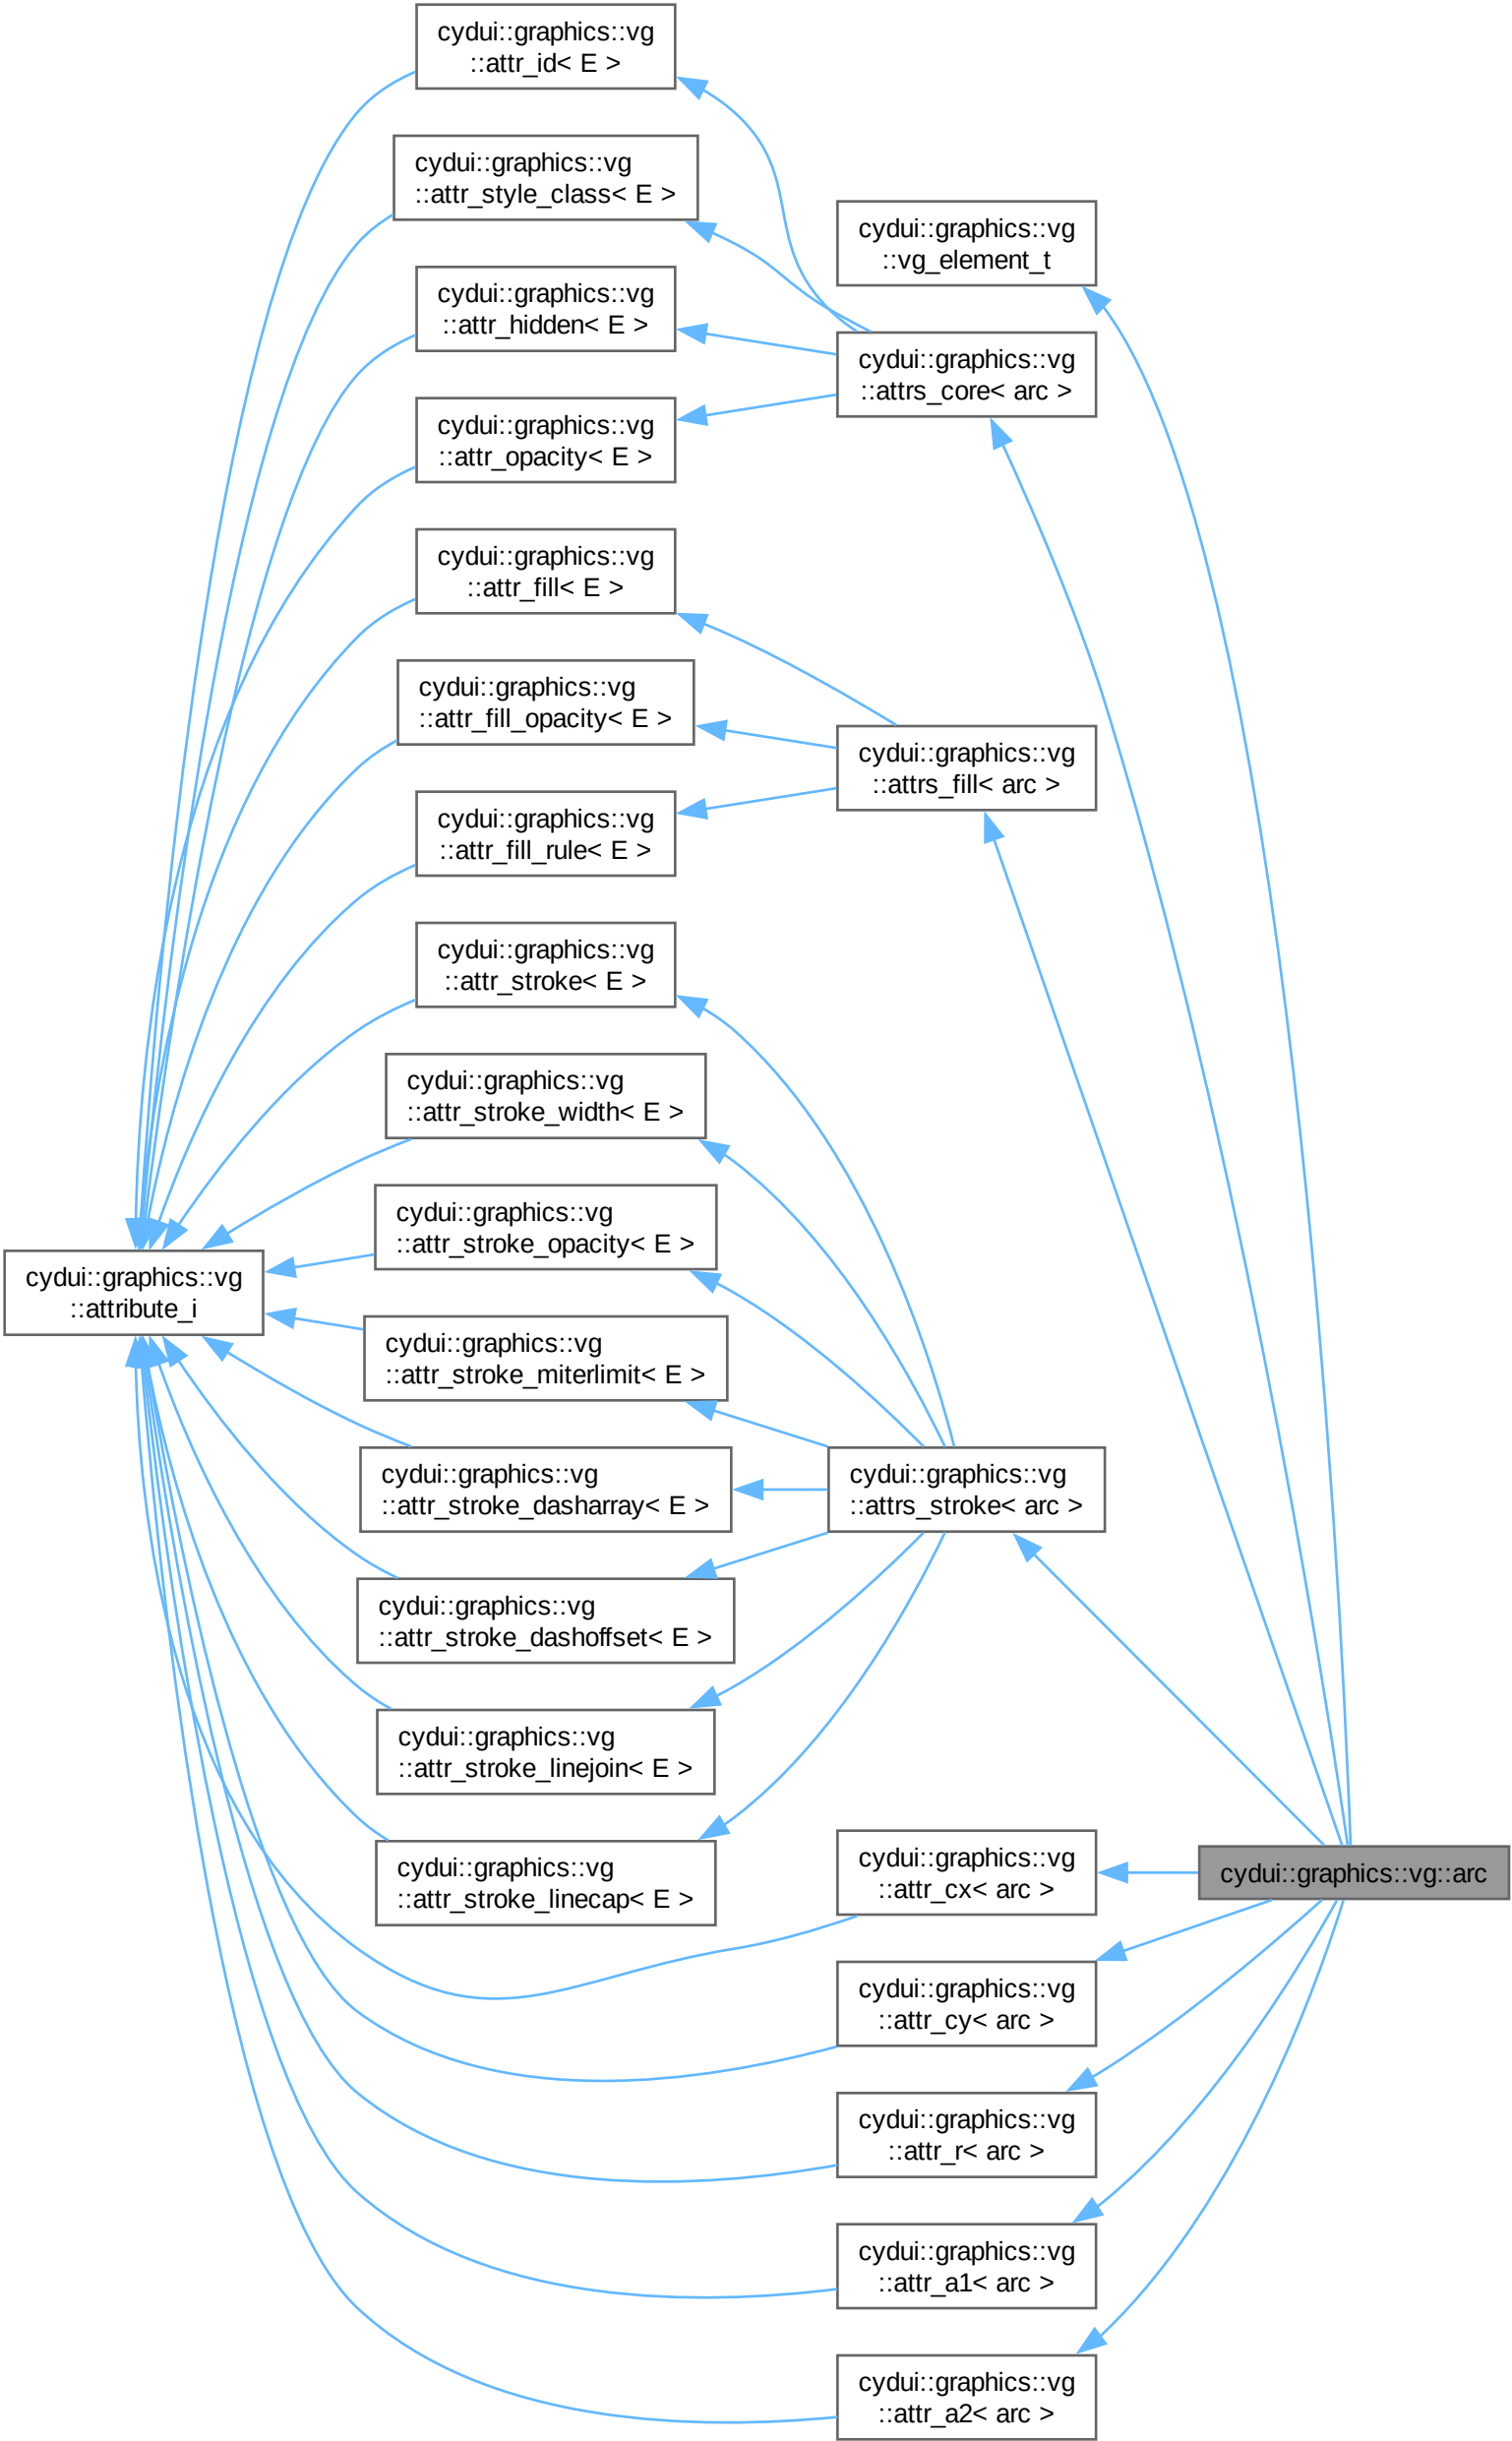 cydui::graphics::vg
::attr_id< E >
cydui::graphics::vg
::attr_style_class< E >
cydui::graphics::vg
::vg_element_t
cydui::graphics::vg
::attr_hidden< E >
cydui::graphics::vg
::attrs_core< arc >
cydui::graphics::vg
::attr_opacity< E >
cydui::graphics::vg
::attr_fill< E >
cydui::graphics::vg
::attr_fill_opacity< E >
cydui::graphics::vg
::attrs_fill< arc >
cydui::graphics::vg
::attr_fill_rule< E >
cydui::graphics::vg
::attr_stroke< E >
cydui::graphics::vg
::attr_stroke_width< E >
cydui::graphics::vg
::attr_stroke_opacity< E >
cydui::graphics::vg
::attribute_i
cydui::graphics::vg
::attr_stroke_miterlimit< E >
cydui::graphics::vg
::attr_stroke_dasharray< E >
cydui::graphics::vg
::attrs_stroke< arc >
cydui::graphics::vg
::attr_stroke_dashoffset< E >
cydui::graphics::vg
::attr_stroke_linejoin< E >
cydui::graphics::vg
::attr_stroke_linecap< E >
cydui::graphics::vg
::attr_cx< arc >
cydui::graphics::vg::arc
cydui::graphics::vg
::attr_cy< arc >
cydui::graphics::vg
::attr_r< arc >
cydui::graphics::vg
::attr_a1< arc >
cydui::graphics::vg
::attr_a2< arc >